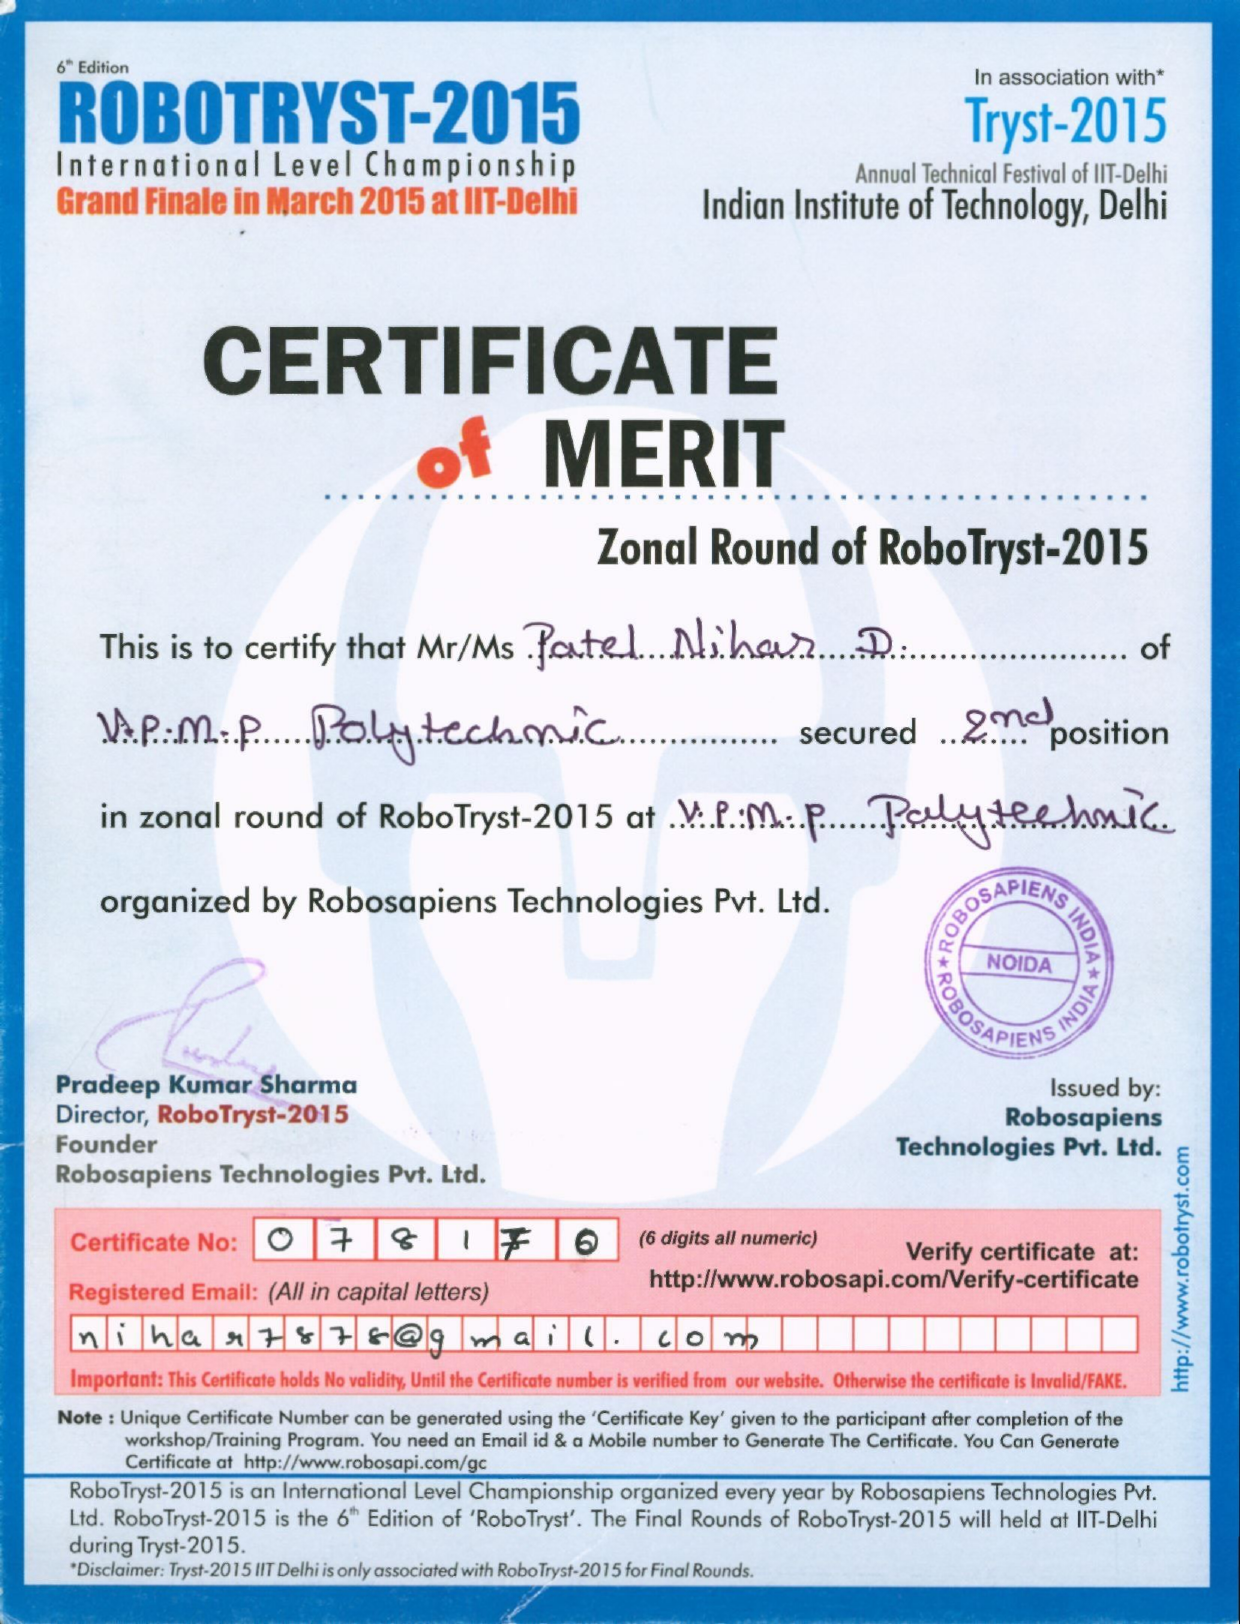 6th Edition
ROBOTRYST-2015
International Level Championship
Grand Finale in March 2015 at IIT-Delhi
In association with*
Tryst-2015
Annual Technical Festival of IIT-Delhi
Indian Institute of Technology, Delhi
CERTIFICATE
of MERIT
Zonal Round of RoboTryst-2015
This is to certify that Mr/Ms Patel Nihar D. of
V.P.M.P Polytechnic secured 2nd position
in zonal round of RoboTryst-2015 at V.P.M.P Polytechnic
organized by Robosapiens Technologies Pvt. Ltd.
ROBOSAPIENS INDIA ★ ROBOSAPIENS INDIA ★
NOIDA
Pradeep Kumar Sharma
Director, RoboTryst-2015
Founder
Robosapiens Technologies Pvt. Ltd.
Issued by:
Robosapiens
Technologies Pvt. Ltd.
http://www.robotryst.com
Certificate No: 0 7 8 1 7 6 (6 digits all numeric)
Verify certificate at:
http://www.robosapi.com/Verify-certificate
Registered Email: (All in capital letters)
nihar7878@gmail.com
Important: This Certificate holds No validity, Until the Certificate number is verified from our website. Otherwise the certificate is Invalid/FAKE.
Note : Unique Certificate Number can be generated using the 'Certificate Key' given to the participant after completion of the
workshop/Training Program. You need an Email id & a Mobile number to Generate The Certificate. You Can Generate
Certificate at http://www.robosapi.com/gc
RoboTryst-2015 is an International Level Championship organized every year by Robosapiens Technologies Pvt.
Ltd. RoboTryst-2015 is the 6th Edition of 'RoboTryst'. The Final Rounds of RoboTryst-2015 will held at IIT-Delhi
during Tryst-2015.
*Disclaimer: Tryst-2015 IIT Delhi is only associated with RoboTryst-2015 for Final Rounds.